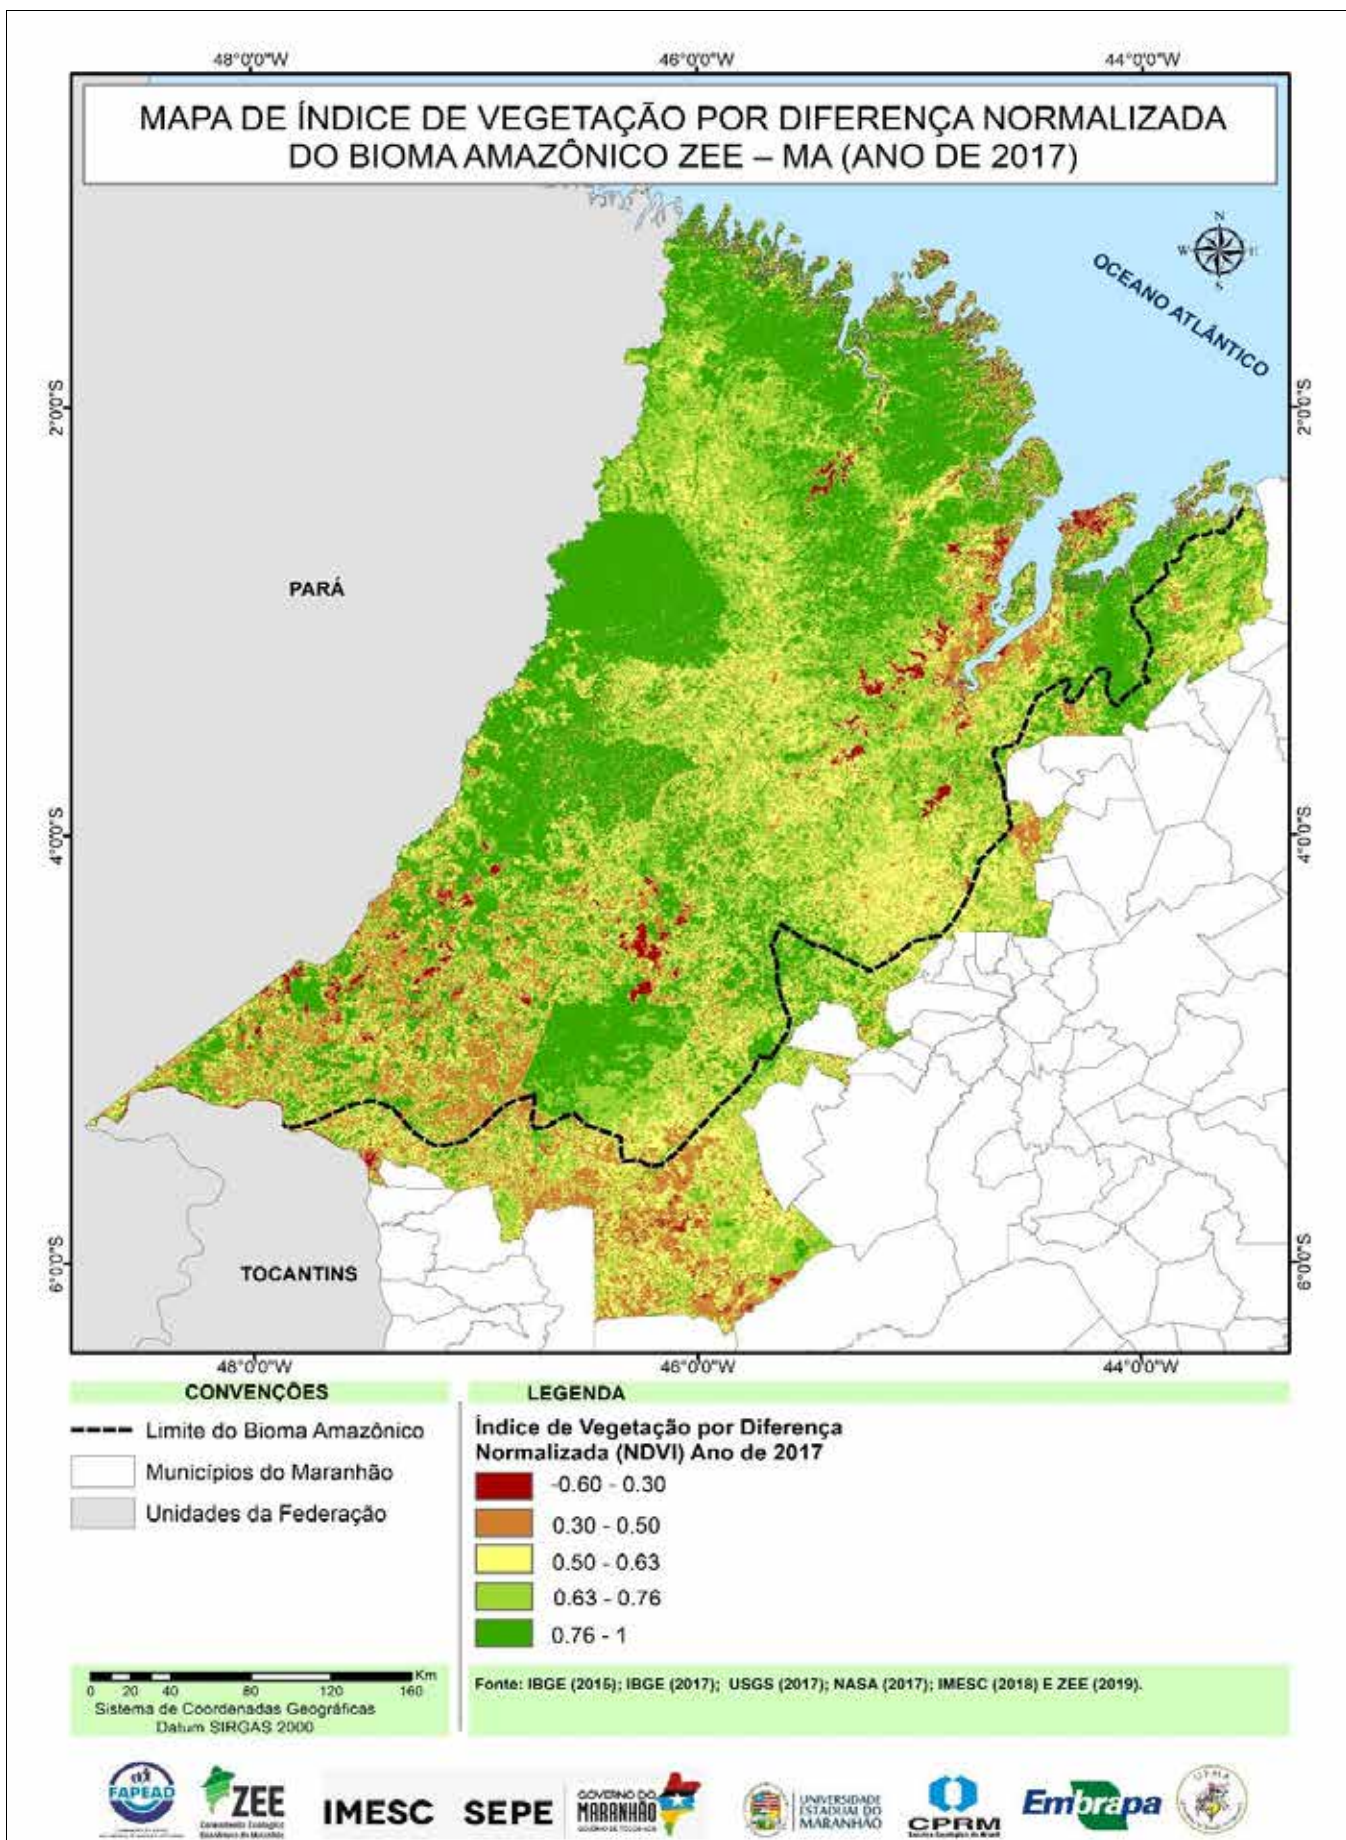 48°0'0"W 46°0'0"W 44°0'0"W
MAPA DE ÍNDICE DE VEGETAÇÃO POR DIFERENÇA NORMALIZADA
DO BIOMA AMAZÔNICO ZEE – MA (ANO DE 2017)
N
W E
S
OCEANO ATLÂNTICO
2°0'0"S 2°0'0"S
PARÁ
4°0'0"S 4°0'0"S
TOCANTINS
6°0'0"S 6°0'0"S
48°0'0"W 46°0'0"W 44°0'0"W
CONVENÇÕES
Limite do Bioma Amazônico
Municípios do Maranhão
Unidades da Federação
LEGENDA
Índice de Vegetação por Diferença
Normalizada (NDVI) Ano de 2017
-0.60 - 0.30
0.30 - 0.50
0.50 - 0.63
0.63 - 0.76
0.76 - 1
Km
0 20 40 80 120 160
Sistema de Coordenadas Geográficas
Datum SIRGAS 2000
Fonte: IBGE (2015); IBGE (2017); USGS (2017); NASA (2017); IMESC (2018) E ZEE (2019).
FAPEAD
ZEE
IMESC SEPE
GOVERNO DO
MARANHÃO
UNIVERSIDADE
ESTADUAL DO
MARANHÃO
CPRM
Serviço Geológico do Brasil
Embrapa
UFMA